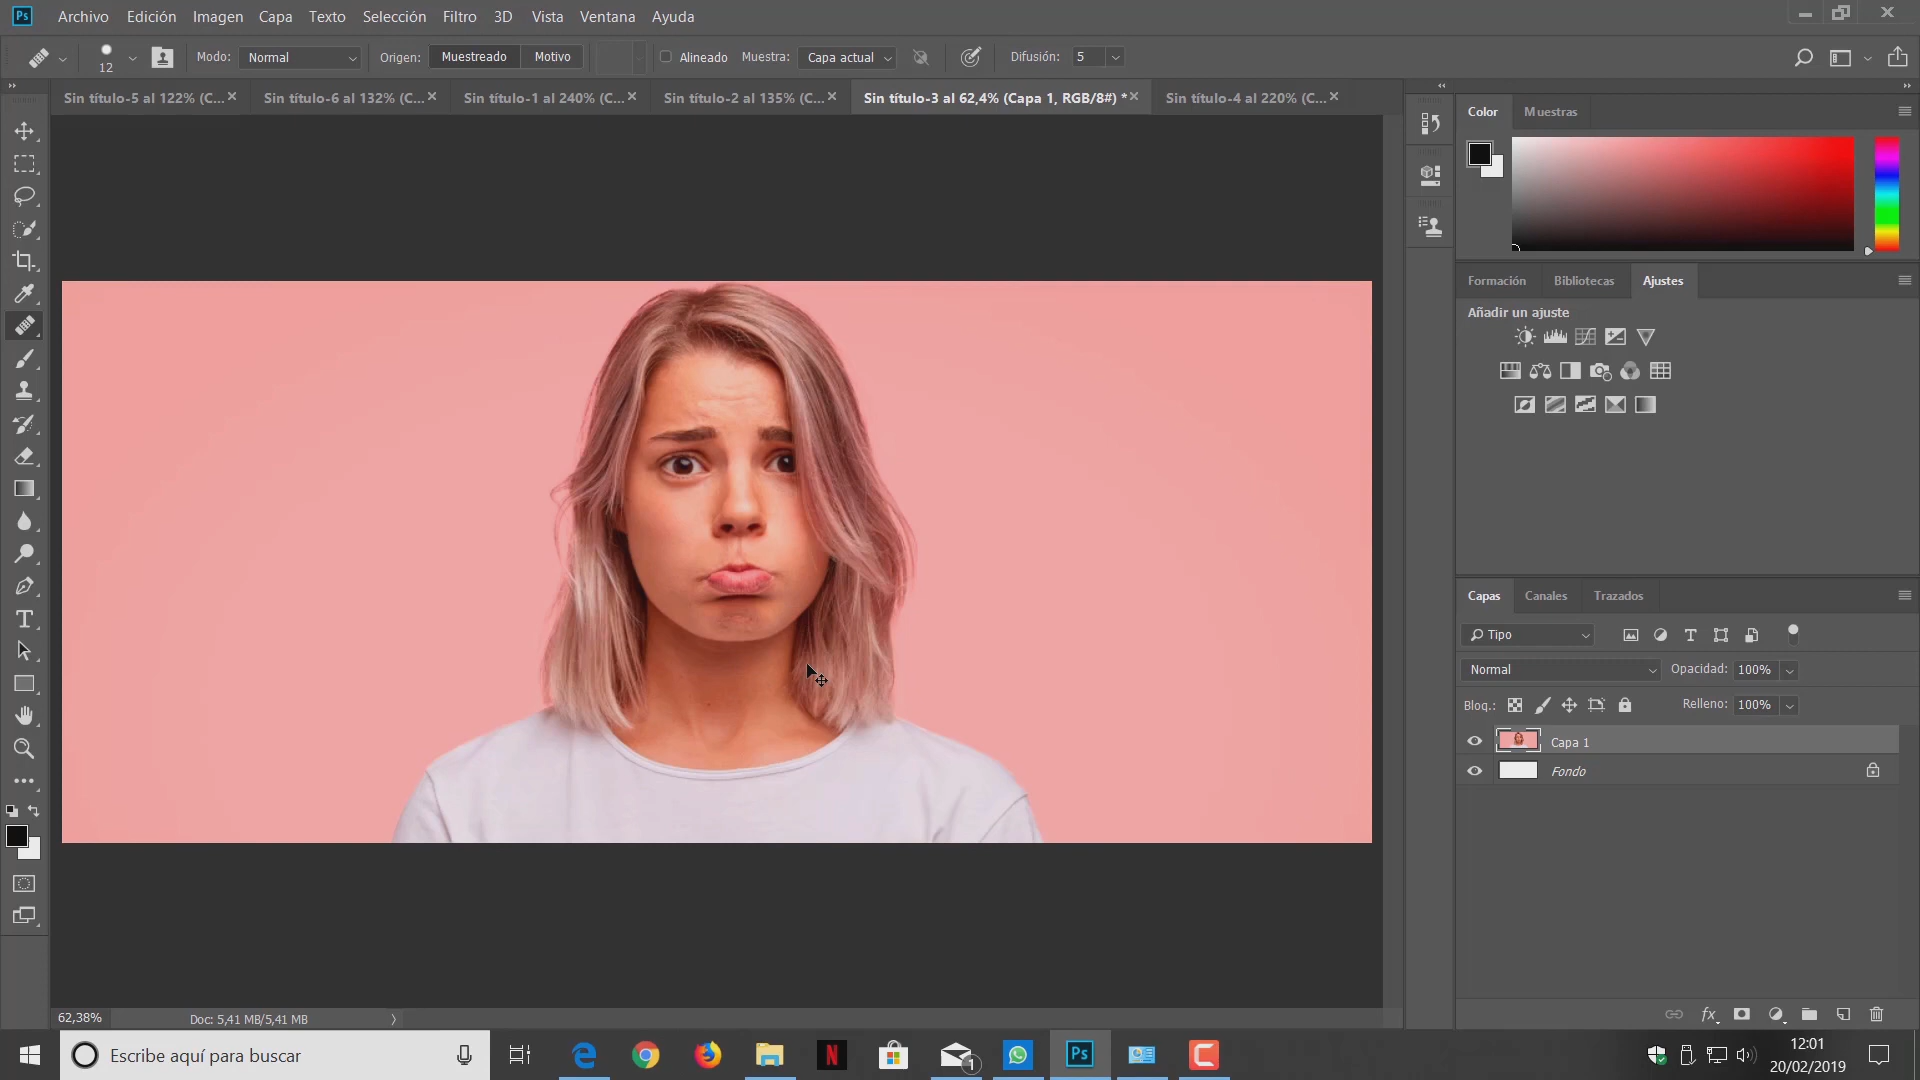 Ps Archivo Edición Imagen Capa Texto Selección Filtro 3D Vista Ventana Ayuda
12 Modo: Normal Origen: Muestreado Motivo Alineado Muestra: Capa actual Difusión: 5
Sin título-5 al 122% (C... Sin título-6 al 132% (C... Sin título-1 al 240% (C... Sin título-2 al 135% (C... Sin título-3 al 62,4% (Capa 1, RGB/8#) * Sin título-4 al 220% (C...
Color Muestras
Formación Bibliotecas Ajustes
Añadir un ajuste
Capas Canales Trazados
Tipo
Normal Opacidad: 100%
Bloq.: Relleno: 100%
Capa 1
Fondo
62,38% Doc: 5,41 MB/5,41 MB
fx
Escribe aquí para buscar
N
1
Ps
12:01
20/02/2019